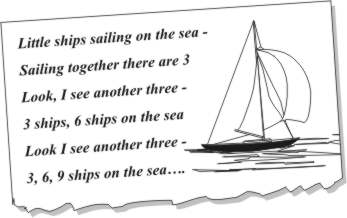 Little ships sailing on the sea -
Sailing together there are 3
Look, I see another three -
3 ships, 6 ships on the sea
Look I see another three -
3, 6, 9 ships on the sea....